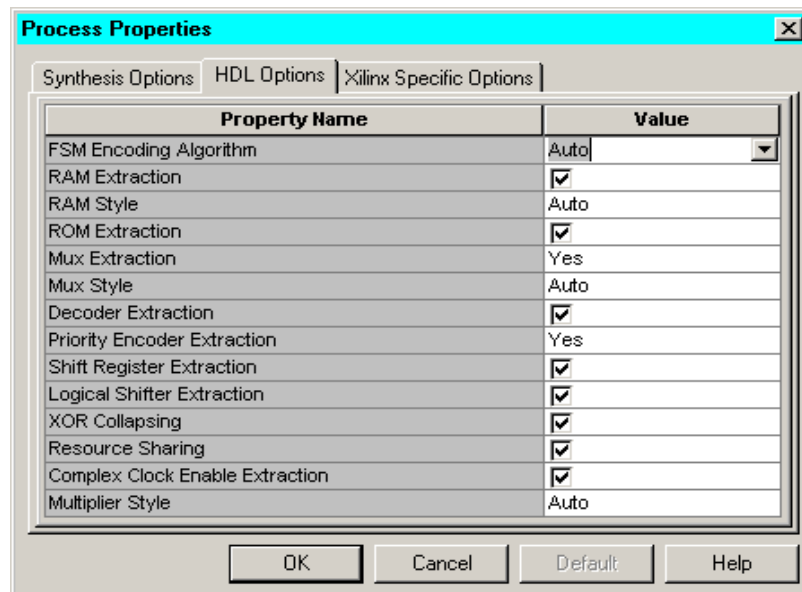 Process Properties
Synthesis Options HDL Options Xilinx Specific Options
Property Name Value
FSM Encoding Algorithm Auto
RAM Extraction
RAM Style Auto
ROM Extraction
Mux Extraction Yes
Mux Style Auto
Decoder Extraction
Priority Encoder Extraction Yes
Shift Register Extraction
Logical Shifter Extraction
XOR Collapsing
Resource Sharing
Complex Clock Enable Extraction
Multiplier Style Auto
OK Cancel Default Help